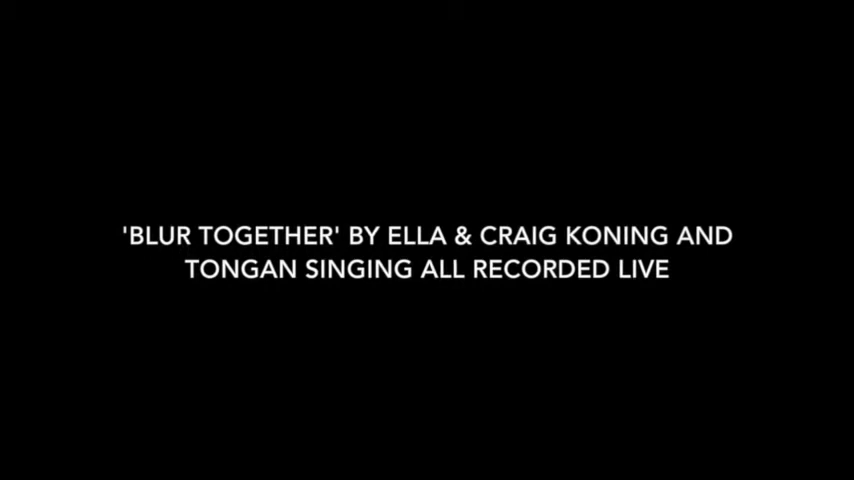 'BLUR TOGETHER' BY ELLA & CRAIG KONING AND
TONGAN SINGING ALL RECORDED LIVE